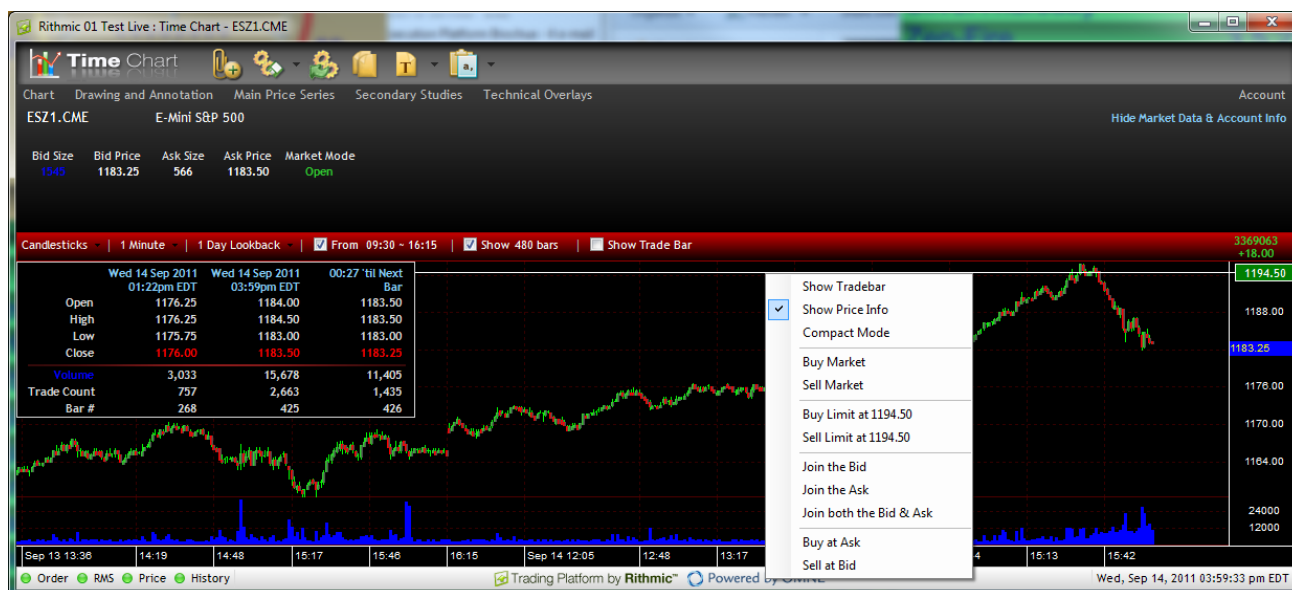 Rithmic 01 Test Live : Time Chart - ESZ1.CME
Time Chart
Chart Drawing and Annotation Main Price Series Secondary Studies Technical Overlays Account
ESZ1.CME E-Mini S&P 500 Hide Market Data & Account Info
Bid Size Bid Price Ask Size Ask Price Market Mode
1545 1183.25 566 1183.50 Open
Candlesticks | 1 Minute | 1 Day Lookback | From 09:30 ~ 16:15 | Show 480 bars | Show Trade Bar
3369063
+18.00
Wed 14 Sep 2011 Wed 14 Sep 2011 00:27 'til Next
01:22pm EDT 03:59pm EDT Bar
Open 1176.25 1184.00 1183.50
High 1176.25 1184.50 1183.50
Low 1175.75 1183.00 1183.00
Close 1176.00 1183.50 1183.25
Volume 3,033 15,678 11,405
Trade Count 757 2,663 1,435
Bar # 268 425 426
Show Tradebar
Show Price Info
Compact Mode
Buy Market
Sell Market
Buy Limit at 1194.50
Sell Limit at 1194.50
Join the Bid
Join the Ask
Join both the Bid & Ask
Buy at Ask
Sell at Bid
1194.50
1188.00
1183.25
1176.00
1170.00
1164.00
24000
12000
Sep 13 13:36 14:19 14:48 15:17 15:46 16:15 Sep 14 12:05 12:48 13:17 15:13 15:42
Order RMS Price History Trading Platform by Rithmic™ Powered by Wed, Sep 14, 2011 03:59:33 pm EDT